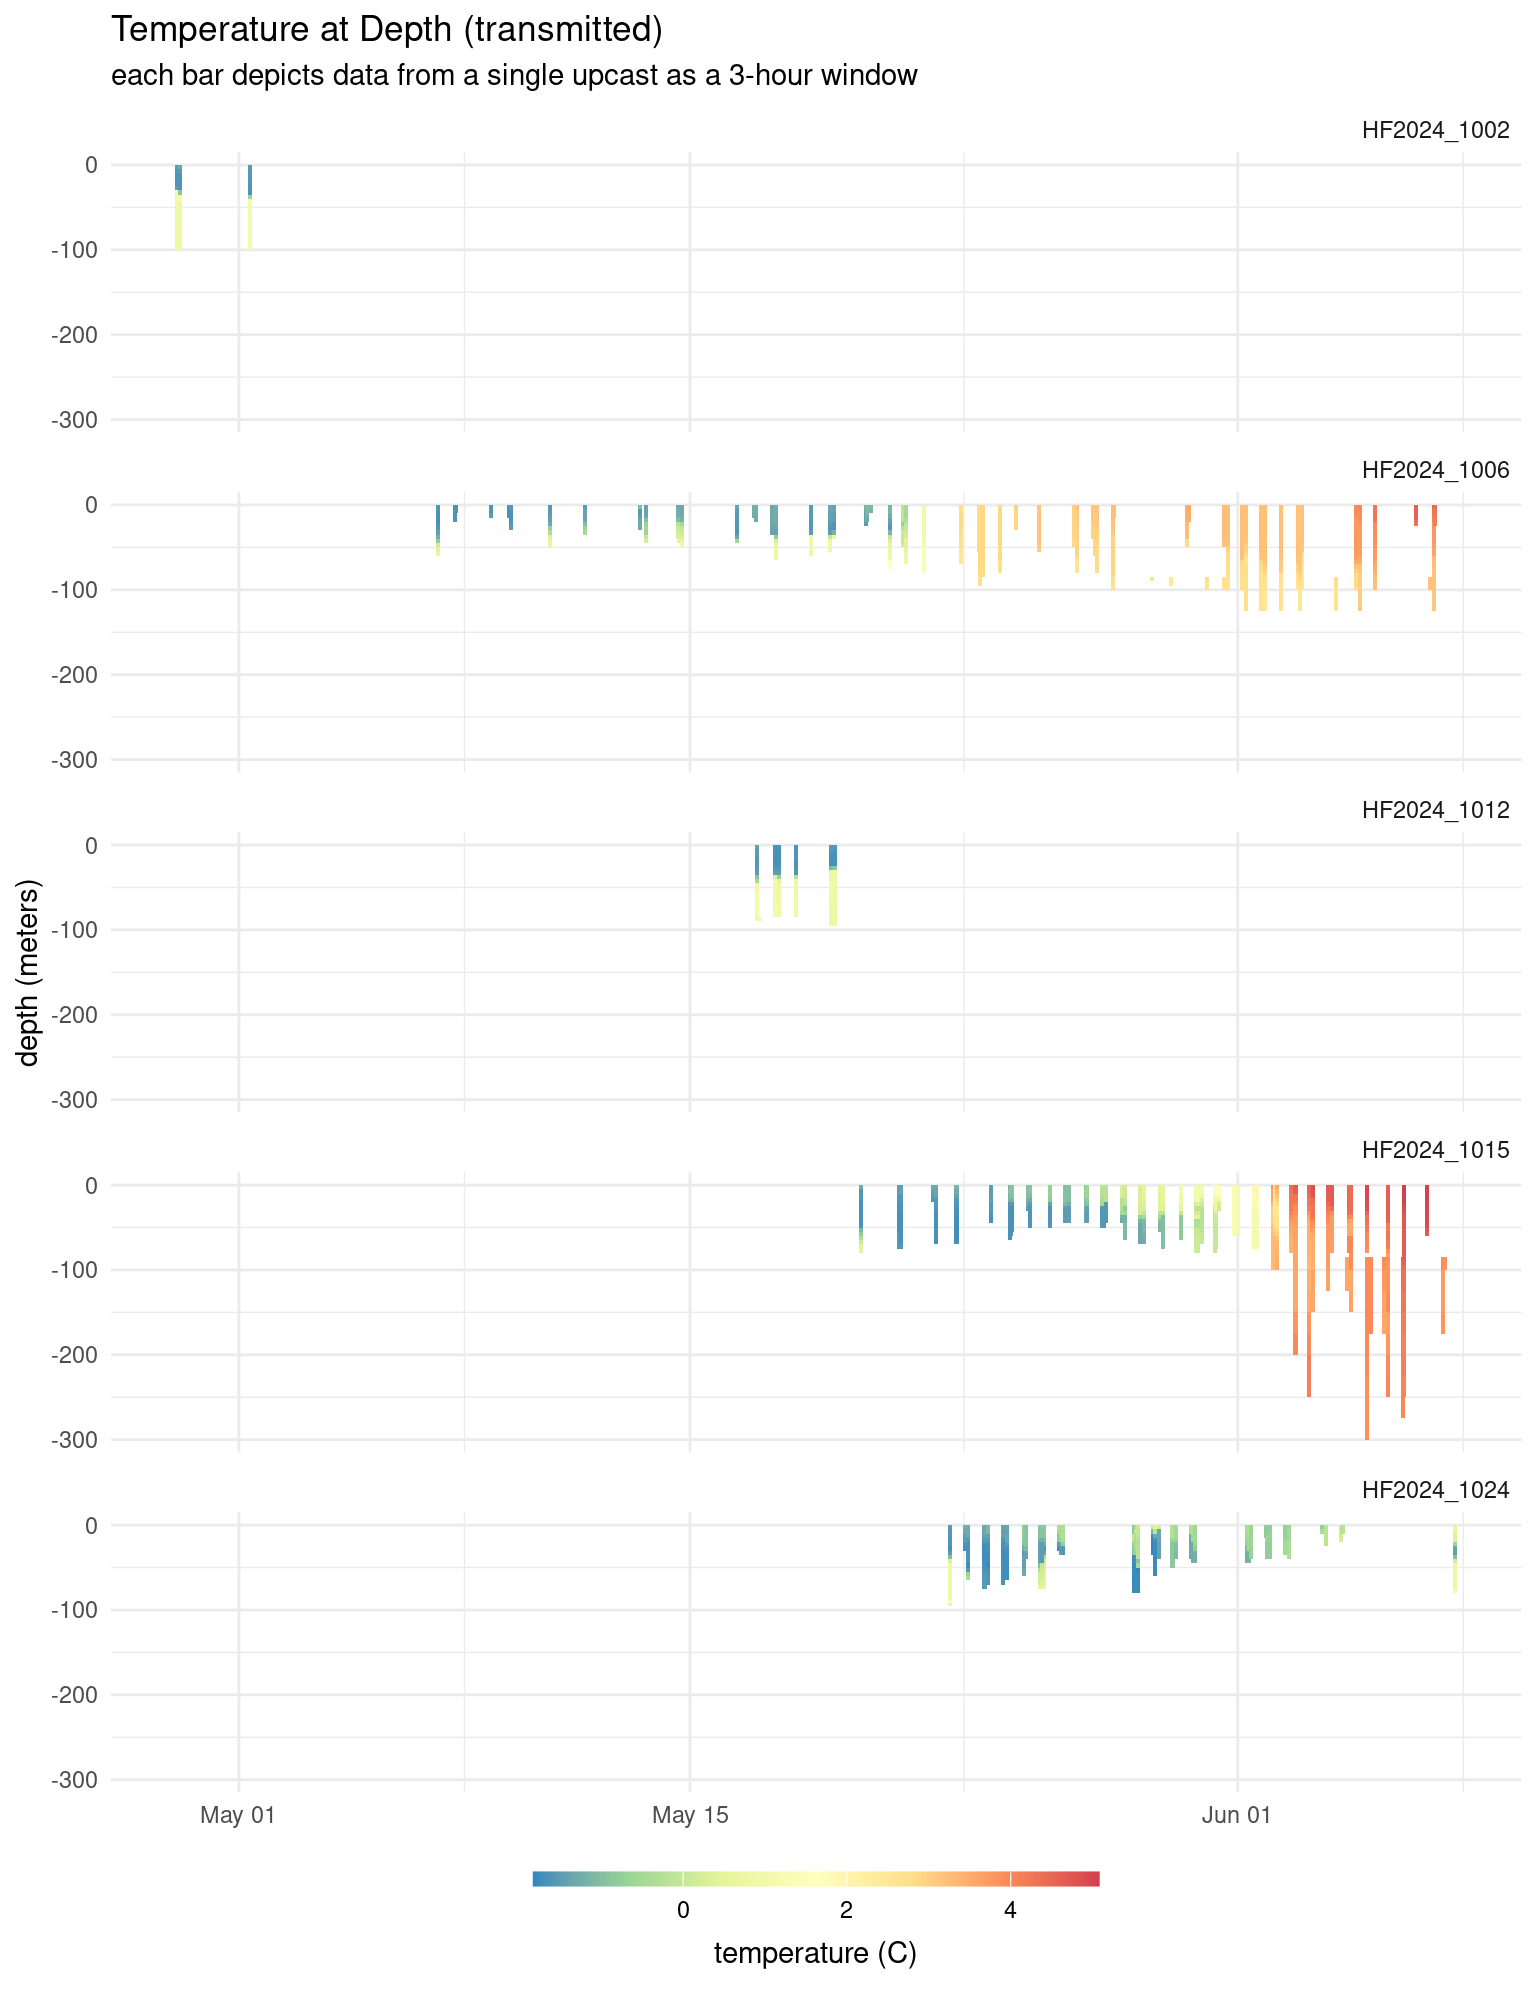 Temperature at Depth (transmitted)
each bar depicts data from a single upcast as a 3-hour window
HF2024_1002
0
-100
-200
-300
HF2024_1006
0
-100
-200
-300
HF2024_1012
0
-100
-200
-300
depth (meters)
HF2024_1015
0
-100
-200
-300
HF2024_1024
0
-100
-200
-300
May 01 May 15 Jun 01
0 2 4
temperature (C)